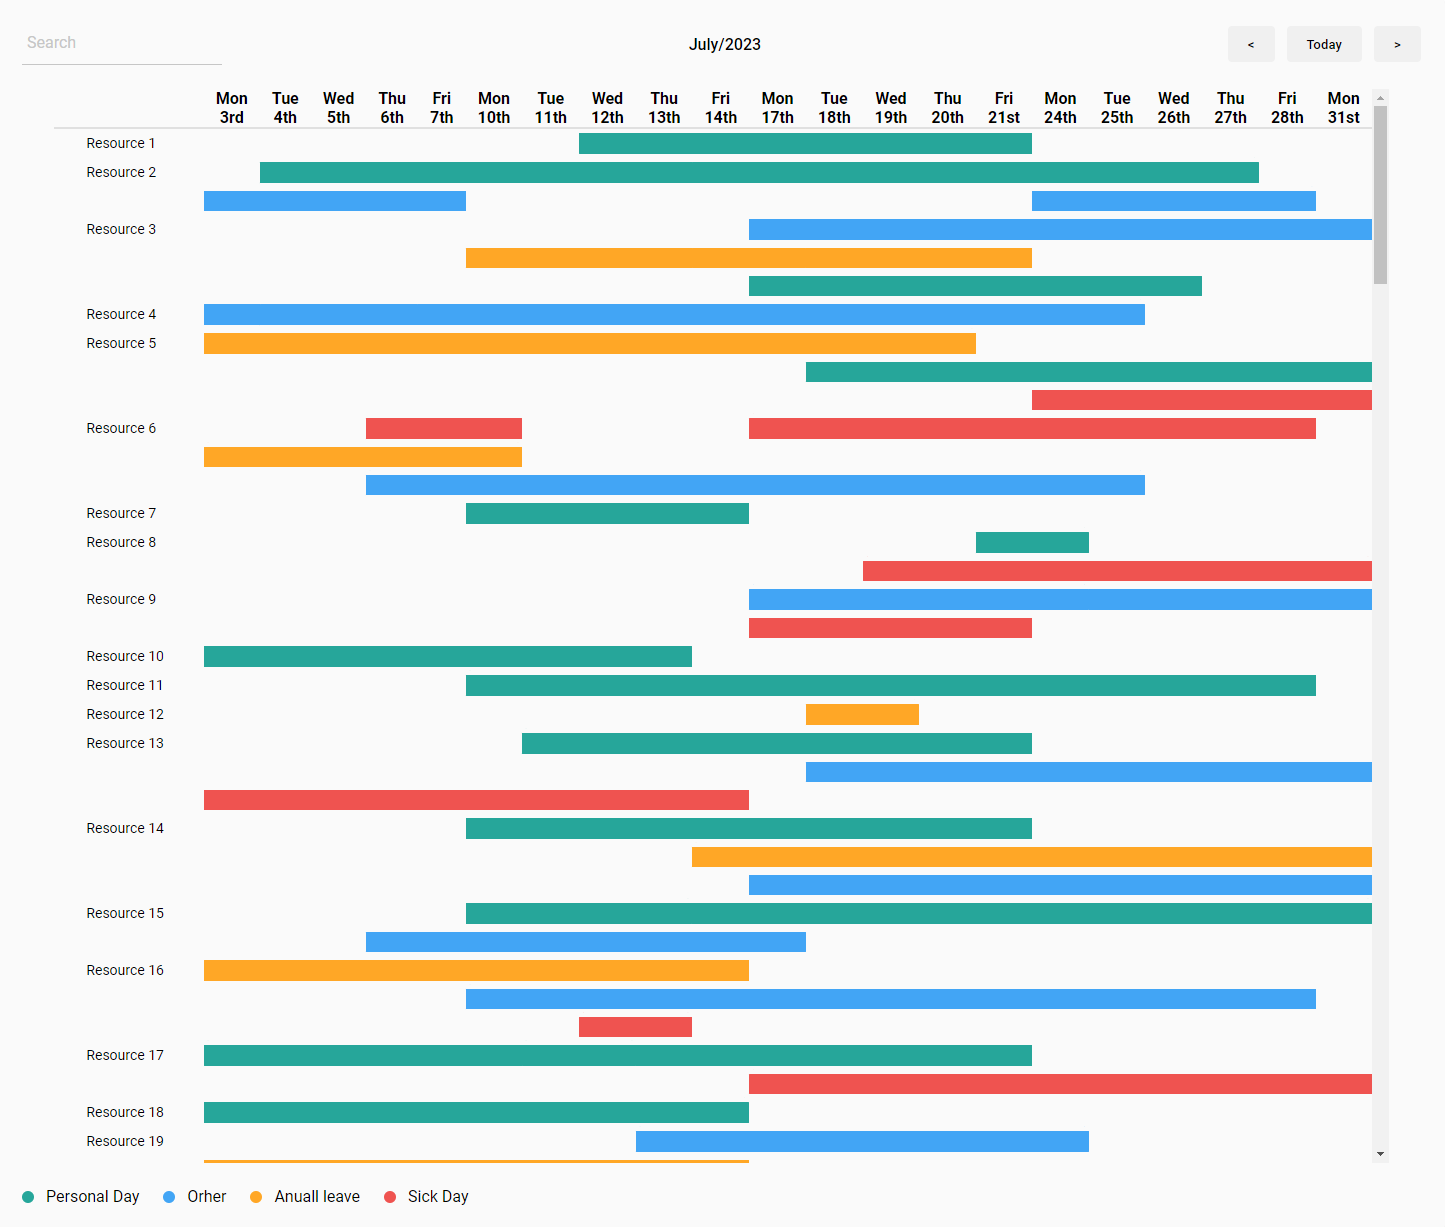 Search
July/2023
< Today >
Mon Tue Wed Thu Fri Mon Tue Wed Thu Fri Mon Tue Wed Thu Fri Mon Tue Wed Thu Fri Mon
3rd 4th 5th 6th 7th 10th 11th 12th 13th 14th 17th 18th 19th 20th 21st 24th 25th 26th 27th 28th 31st
Resource 1
Resource 2
Resource 3
Resource 4
Resource 5
Resource 6
Resource 7
Resource 8
Resource 9
Resource 10
Resource 11
Resource 12
Resource 13
Resource 14
Resource 15
Resource 16
Resource 17
Resource 18
Resource 19
Personal Day Orher Anuall leave Sick Day